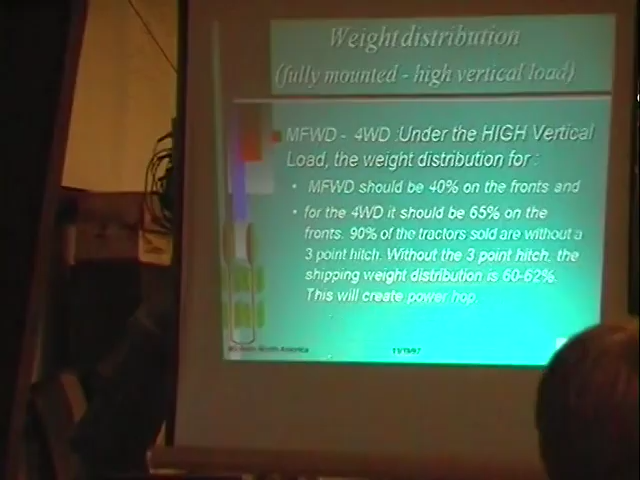 Weight distribution
(fully mounted - high vertical load)
MFWD - 4WD :Under the HIGH Vertical
Load, the weight distribution for :
• MFWD should be 40% on the fronts and
• for the 4WD it should be 65% on the
fronts. 90% of the tractors sold are without a
3 point hitch. Without the 3 point hitch, the
shipping weight distribution is 60-62%.
This will create power hop.
North America